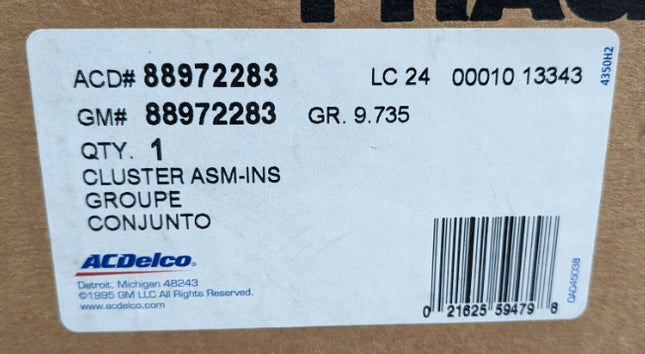 ACD# 88972283 LC 24 00010 13343
GM# 88972283 GR. 9.735
QTY. 1
CLUSTER ASM-INS
GROUPE
CONJUNTO
ACDelco®
Detroit, Michigan 48243
©1995 GM LLC All Rights Reserved.
www.acdelco.com
0 21625 59479 8
4350H2
0AC45038